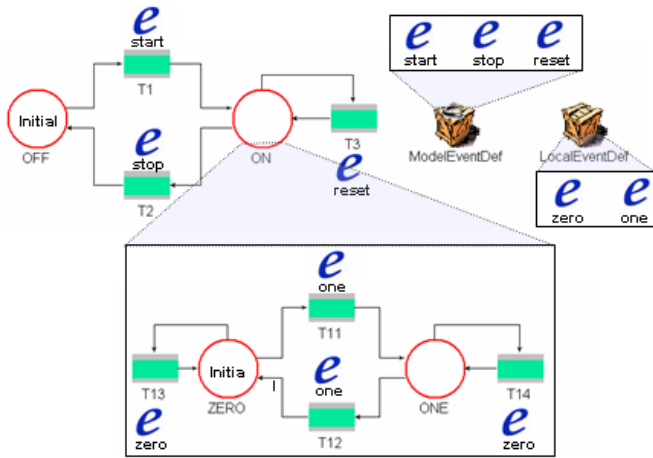 e
start
T1
Initial
OFF
e
stop
T2
ON
T3
e
reset
e e e
start stop reset
ModelEventDef
LocalEventDef
e e
zero one
e
one
T11
T13
Initia
l
ZERO
e
one
T12
ONE
T14
e
zero
e
zero